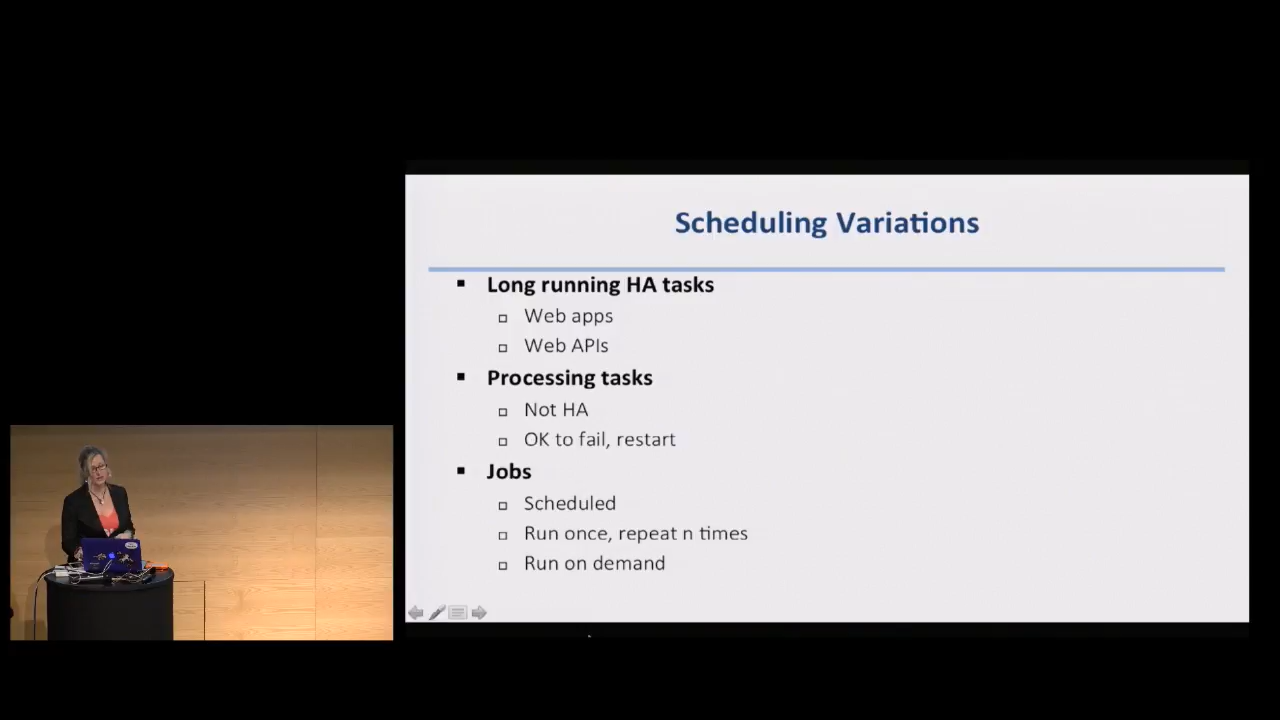 Scheduling Variations
Long running HA tasks
Web apps
Web APIs
Processing tasks
Not HA
OK to fail, restart
Jobs
Scheduled
Run once, repeat n times
Run on demand